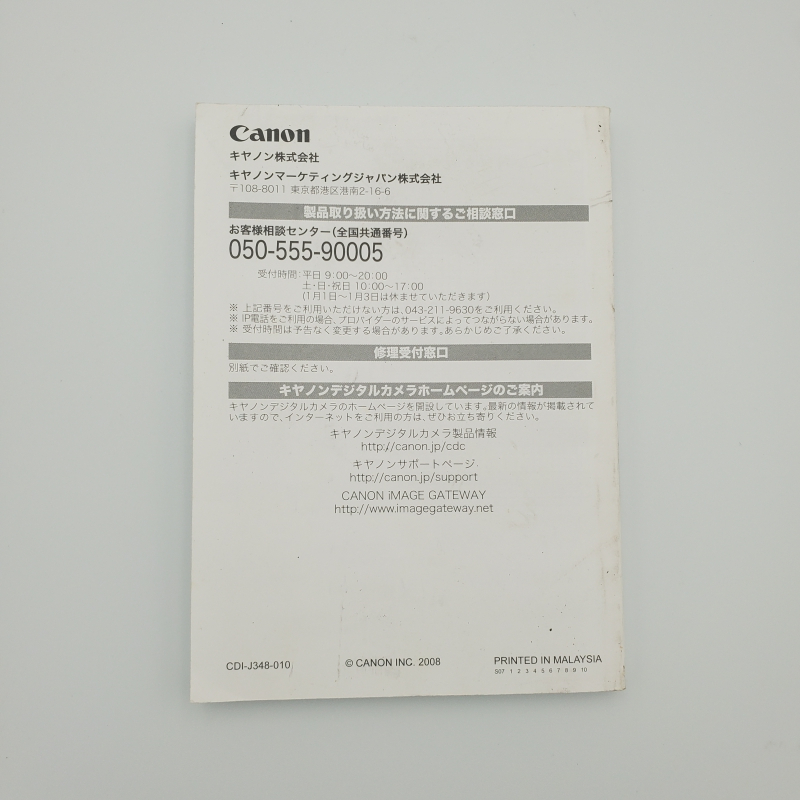 Canon
キヤノン株式会社
キヤノンマーケティングジャパン株式会社
〒108-8011 東京都港区港南2-16-6
製品取り扱い方法に関するご相談窓口
お客様相談センター(全国共通番号)
050-555-90005
受付時間:平日 9:00〜20:00
土・日・祝日 10:00〜17:00
(1月1日〜1月3日は休ませていただきます)
※ 上記番号をご利用いただけない方は、043-211-9630をご利用ください。
※ IP電話をご利用の場合、プロバイダーのサービスによってつながらない場合があります。
※ 受付時間は予告なく変更する場合があります。あらかじめご了承ください。
修理受付窓口
別紙でご確認ください。
キヤノンデジタルカメラホームページのご案内
キヤノンデジタルカメラのホームページを開設しています。最新の情報が掲載されて
いますので、インターネットをご利用の方は、ぜひお立ち寄りください。
キヤノンデジタルカメラ製品情報
http://canon.jp/cdc
キヤノンサポートページ
http://canon.jp/support
CANON iMAGE GATEWAY
http://www.imagegateway.net
CDI-J348-010 © CANON INC. 2008 PRINTED IN MALAYSIA
S07 1 2 3 4 5 6 7 8 9 10